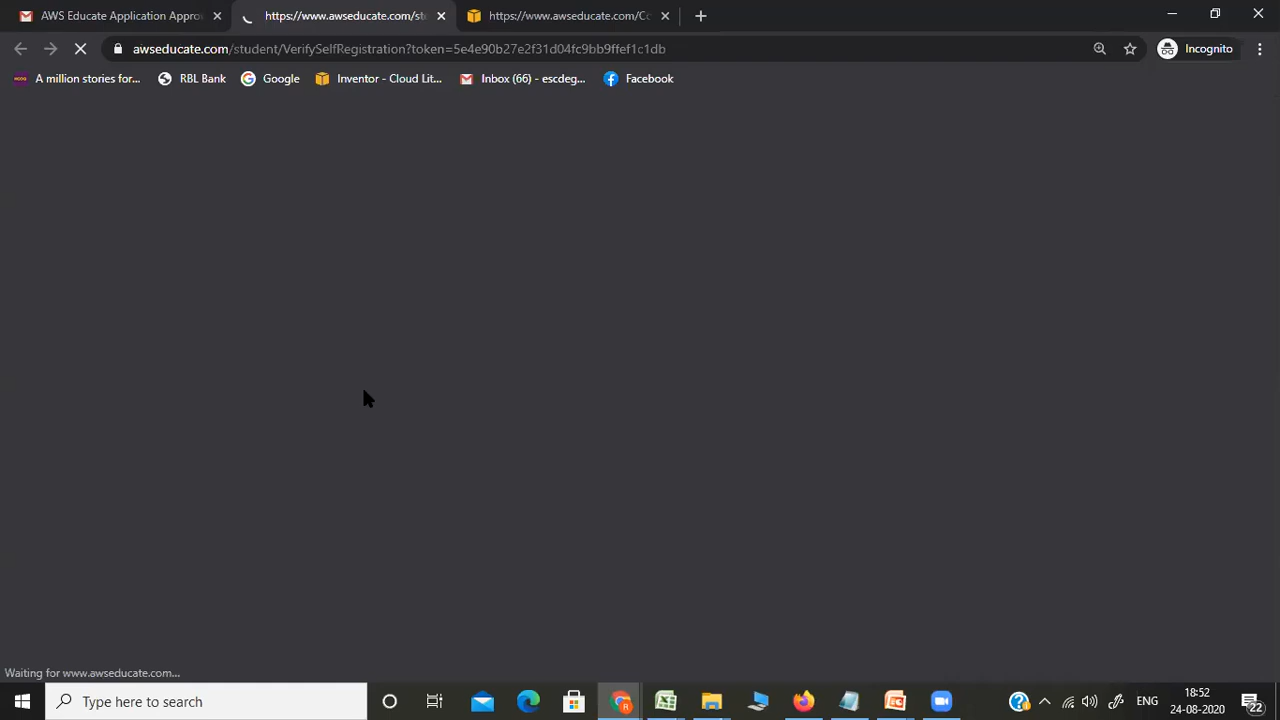 AWS Educate Application Appro
https://www.awseducate.com/st
https://www.awseducate.com/Co
awseducate.com/student/VerifySelfRegistration?token=5e4e90b27e2f31d04fc9bb9ffef1c1db
Incognito
A million stories for...
RBL Bank
Google
Inventor - Cloud Lit...
Inbox (66) - escdeg...
Facebook
Waiting for www.awseducate.com...
Type here to search
ENG
18:52
24-08-2020
22